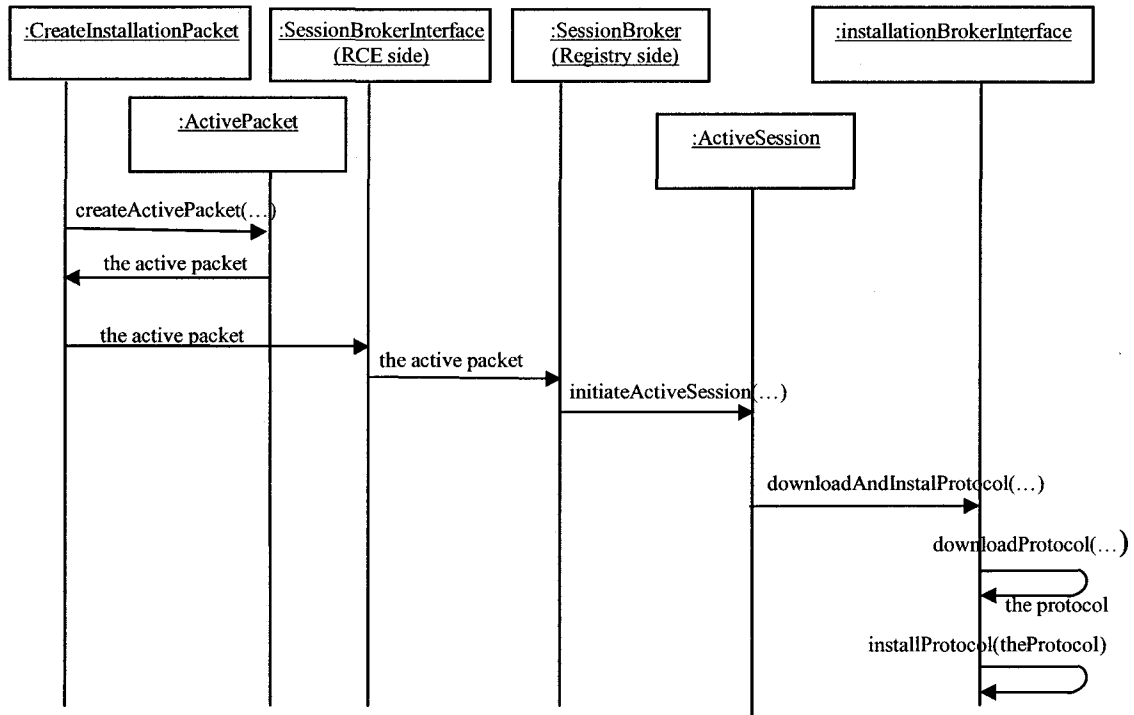 :CreateInstallationPacket
:SessionBrokerInterface
(RCE side)
:SessionBroker
(Registry side)
:installationBrokerInterface
:ActivePacket
:ActiveSession
createActivePacket(…)
the active packet
the active packet
the active packet
initiateActiveSession(…)
downloadAndInstalProtocol(…)
downloadProtocol(…)
the protocol
installProtocol(theProtocol)